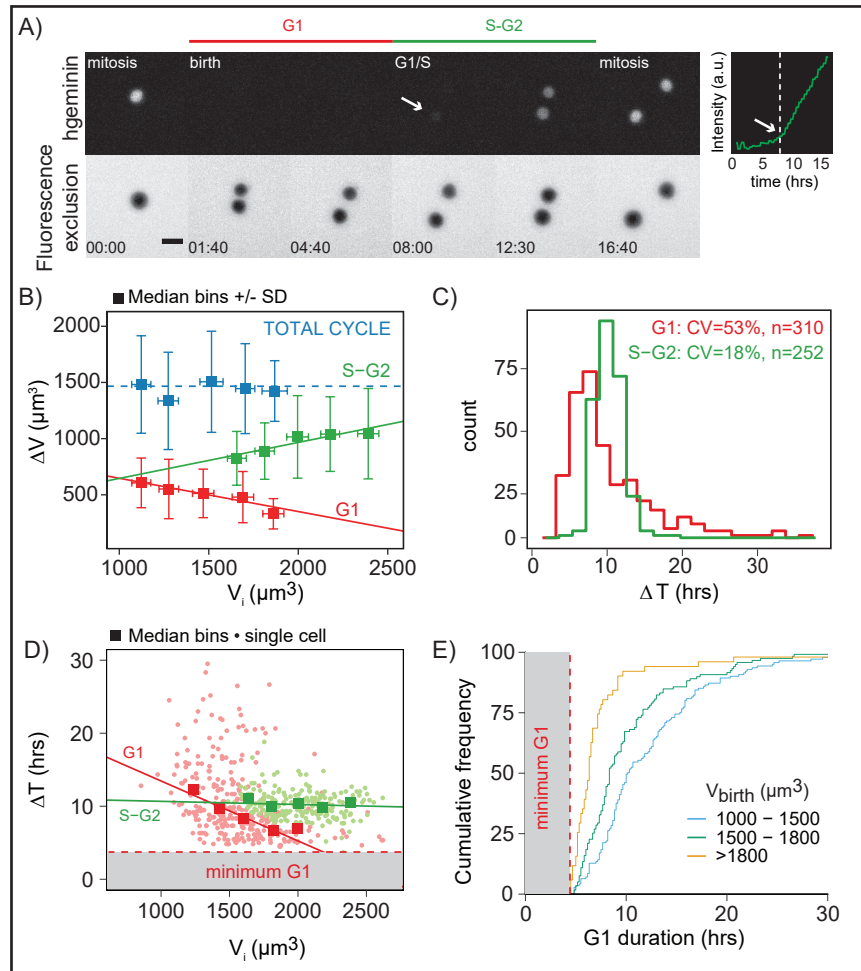 A)
G1
S-G2
mitosis
birth
G1/S
mitosis
hgeminin
Fluorescence
exclusion
00:00
01:40
04:40
08:00
12:30
16:40
Intensity (a.u.)
0
5
10
15
time (hrs)
B)
■ Median bins +/- SD
TOTAL CYCLE
S−G2
G1
2000
1500
1000
500
ΔV (µm³)
1000
1500
2000
2500
V_i (µm³)
C)
G1: CV=53%, n=310
S−G2: CV=18%, n=252
75
50
25
0
count
0
10
20
30
Δ T (hrs)
D)
■ Median bins • single cell
G1
S−G2
minimum G1
30
20
10
0
ΔT (hrs)
1000
1500
2000
2500
V_i (µm³)
E)
100
75
50
25
0
Cumulative frequency
minimum G1
V_birth (µm³)
1000 − 1500
1500 − 1800
>1800
0
10
20
30
G1 duration (hrs)